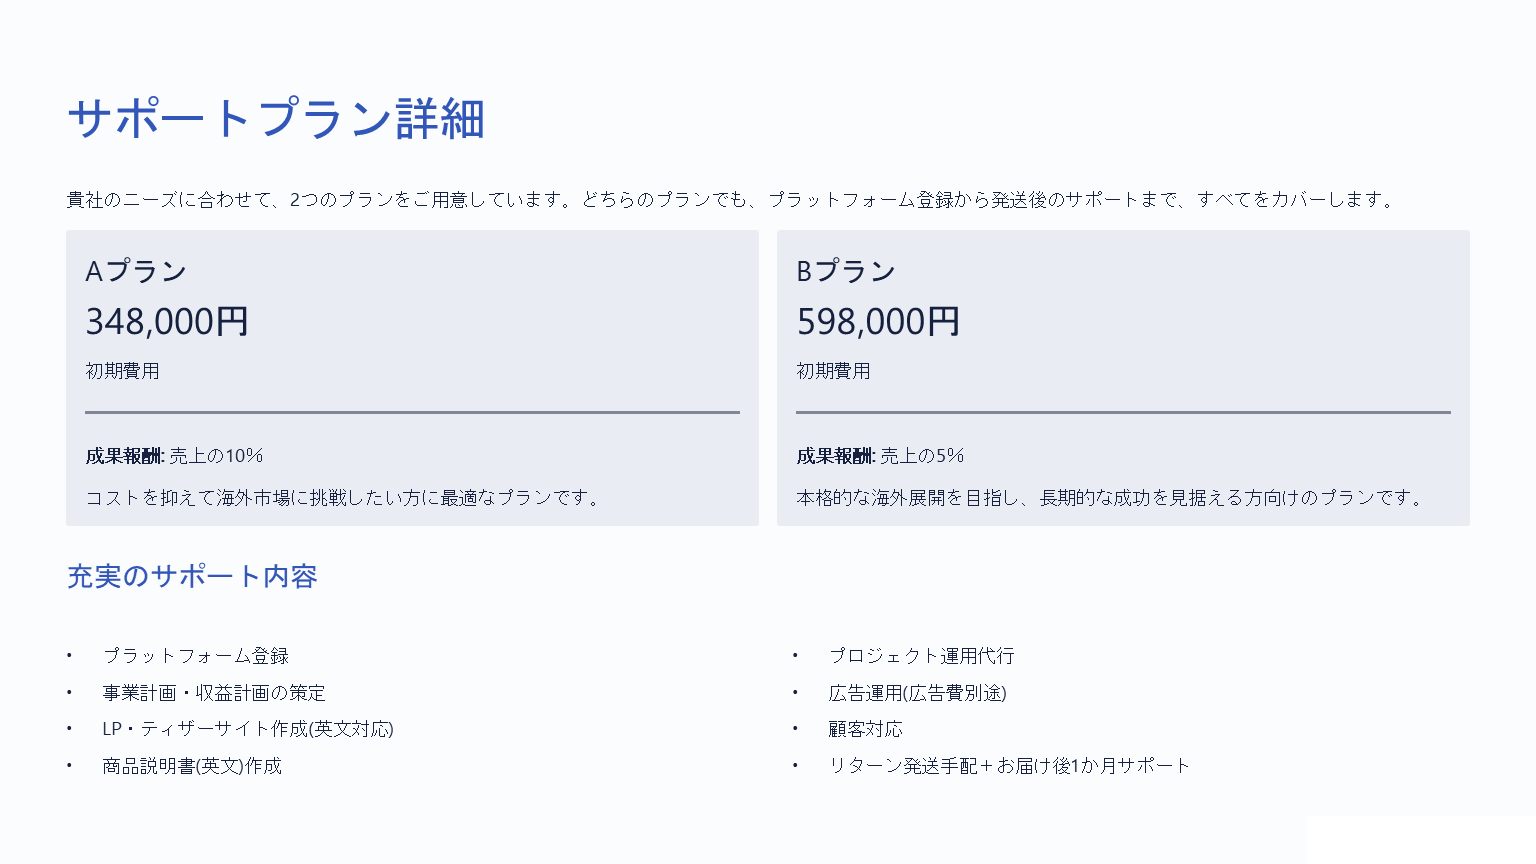 サポートプラン詳細
貴社のニーズに合わせて、2つのプランをご用意しています。どちらのプランでも、プラットフォーム登録から発送後のサポートまで、すべてをカバーします。
Aプラン
348,000円
初期費用
成果報酬: 売上の10%
コストを抑えて海外市場に挑戦したい方に最適なプランです。
Bプラン
598,000円
初期費用
成果報酬: 売上の5%
本格的な海外展開を目指し、長期的な成功を見据える方向けのプランです。
充実のサポート内容
• プラットフォーム登録
• 事業計画・収益計画の策定
• LP・ティザーサイト作成(英文対応)
• 商品説明書(英文)作成
• プロジェクト運用代行
• 広告運用(広告費別途)
• 顧客対応
• リターン発送手配＋お届け後1か月サポート